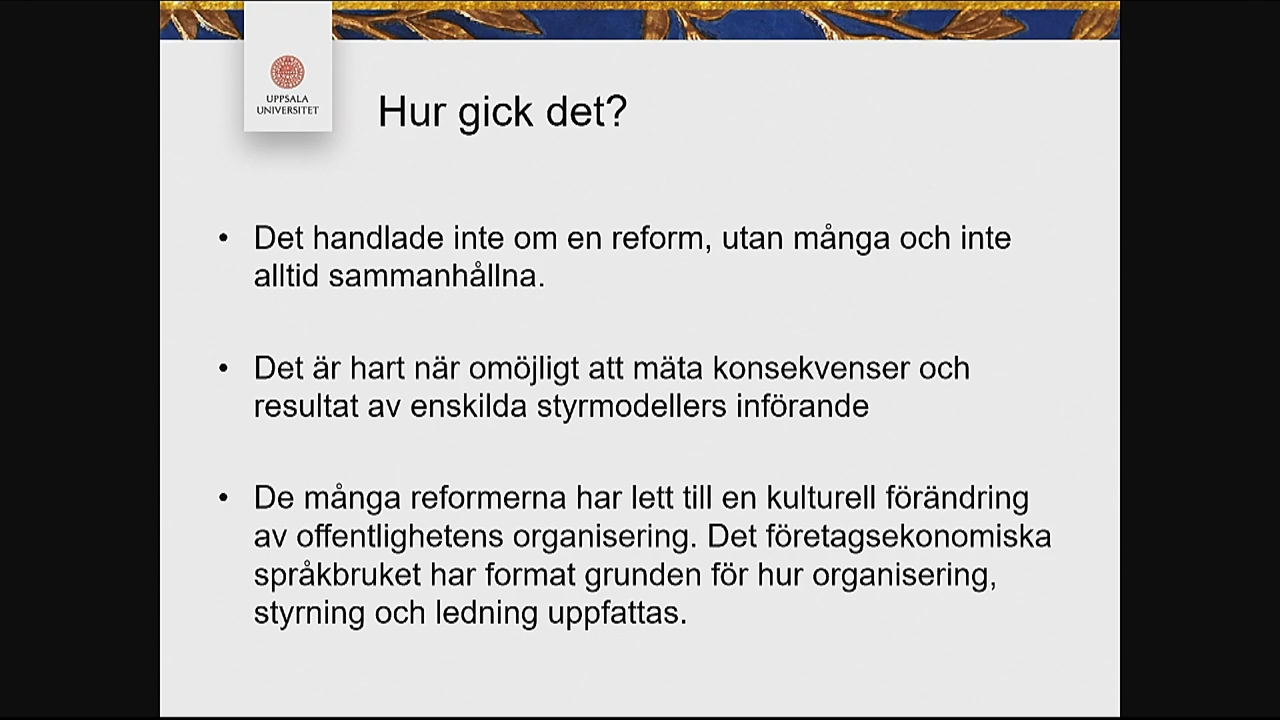 UPPSALA
UNIVERSITET
Hur gick det?
• Det handlade inte om en reform, utan många och inte
alltid sammanhållna.
• Det är hart när omöjligt att mäta konsekvenser och
resultat av enskilda styrmodellers införande
• De många reformerna har lett till en kulturell förändring
av offentlighetens organisering. Det företagsekonomiska
språkbruket har format grunden för hur organisering,
styrning och ledning uppfattas.